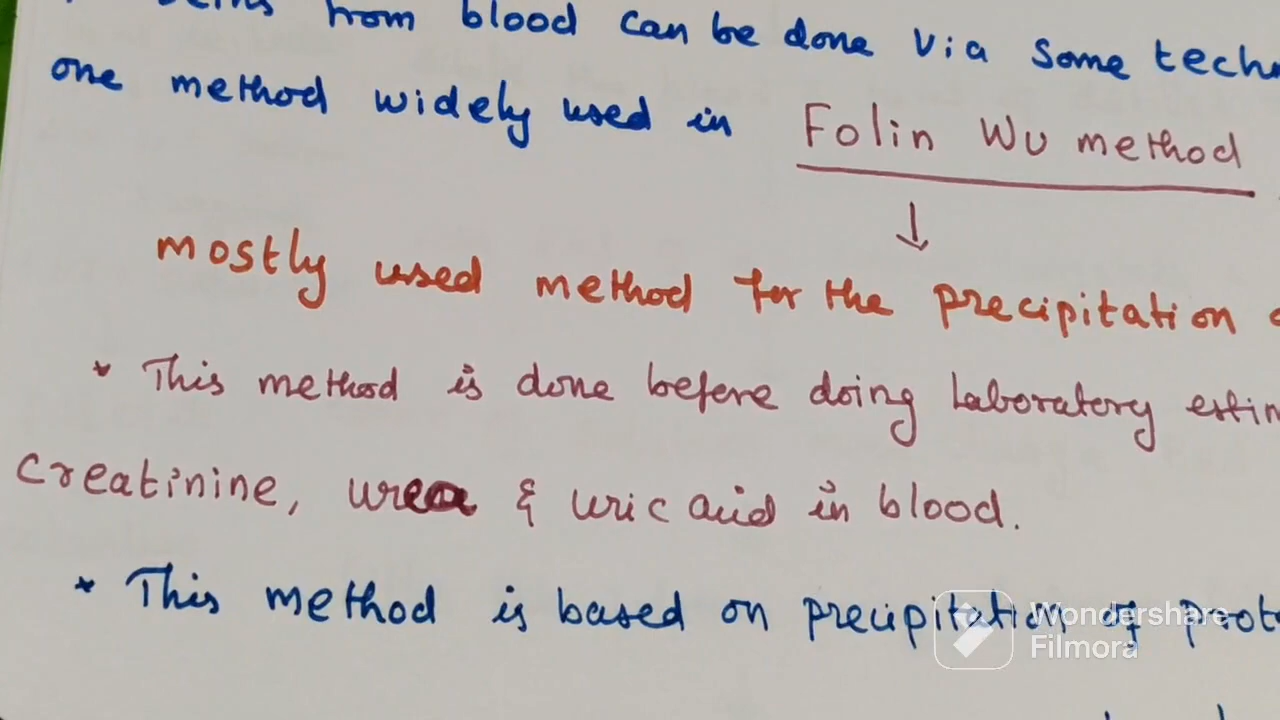 from blood can be done via some
one method widely used in Folin Wu method
↓
mostly used method for the precipitation
* This method is done before doing laboratory
creatinine, urea & uric acid in blood.
* This method is based on precipitation of
Wondershare
Filmora